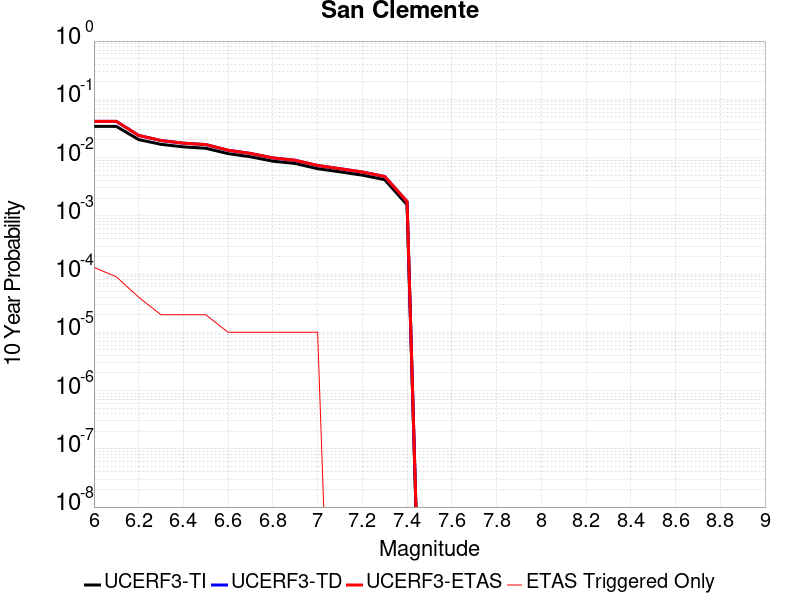 San Clemente
10 Year Probability
10^0
10^-1
10^-2
10^-3
10^-4
10^-5
10^-6
10^-7
10^-8
6 6.2 6.4 6.6 6.8 7 7.2 7.4 7.6 7.8 8 8.2 8.4 8.6 8.8 9
Magnitude
UCERF3-TI UCERF3-TD UCERF3-ETAS ETAS Triggered Only